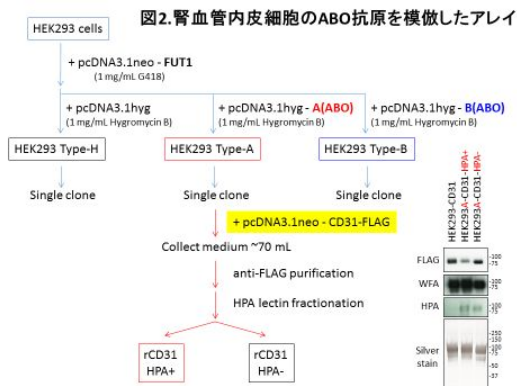 図2.腎血管内皮細胞のABO抗原を模倣したアレイ
HEK293 cells
+ pcDNA3.1neo - FUT1
(1 mg/mL G418)
+ pcDNA3.1hyg
(1 mg/mL Hygromycin B)
+ pcDNA3.1hyg - A(ABO)
(1 mg/mL Hygromycin B)
+ pcDNA3.1hyg - B(ABO)
(1 mg/mL Hygromycin B)
HEK293 Type-H
HEK293 Type-A
HEK293 Type-B
Single clone
Single clone
Single clone
+ pcDNA3.1neo - CD31-FLAG
Collect medium ~70 mL
anti-FLAG purification
HPA lectin fractionation
rCD31
HPA+
rCD31
HPA-
HEK293-CD31
HEK293A-CD31-HPA+
HEK293A-CD31-HPA-
FLAG
-100
-75
WFA
-100
-75
HPA
-100
-75
Silver
stain
-250
-150
-100
-75
-50
-37